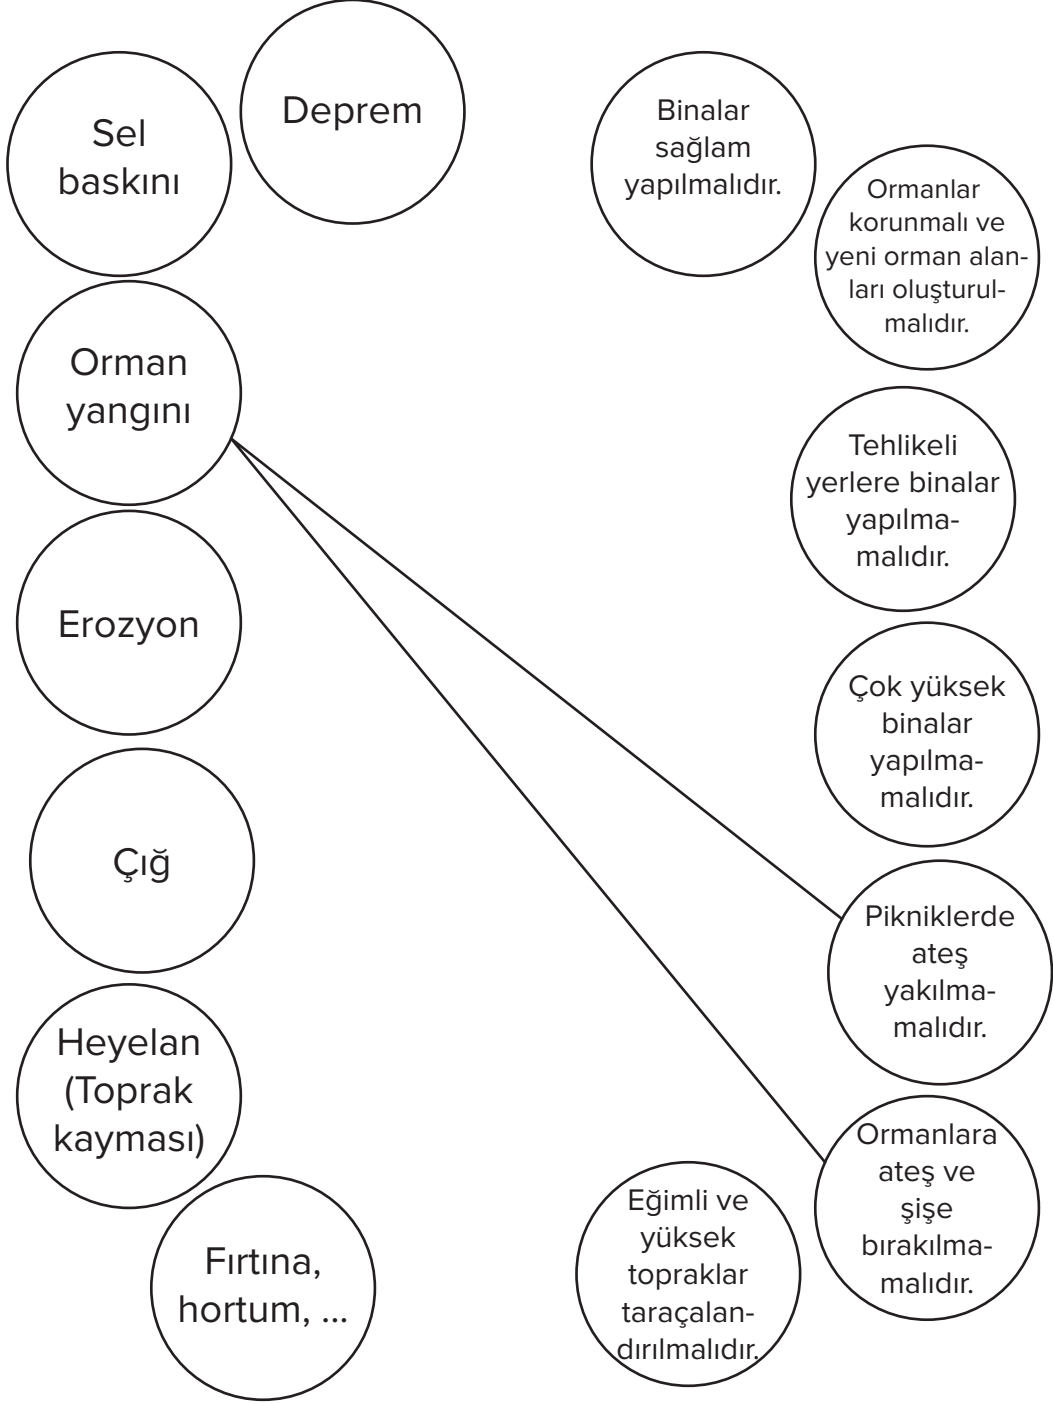 Deprem
Sel
baskını
Orman
yangını
Erozyon
Çığ
Heyelan
(Toprak
kayması)
Fırtına,
hortum, ...
Binalar
sağlam
yapılmalıdır.
Ormanlar
korunmalı ve
yeni orman alan-
ları oluşturul-
malıdır.
Tehlikeli
yerlere binalar
yapılma-
malıdır.
Çok yüksek
binalar
yapılma-
malıdır.
Pikniklerde
ateş
yakılma-
malıdır.
Ormanlara
ateş ve
şişe
bırakılma-
malıdır.
Eğimli ve
yüksek
topraklar
taraçalan-
dırılmalıdır.